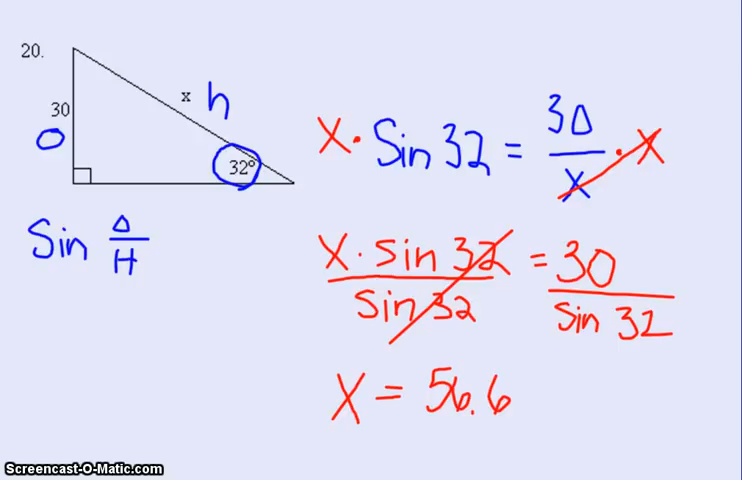 20.
x h
30
O
32°
Sin O/H
x · Sin 32 = 30/x · x
x · sin 32 / sin 32 = 30 / sin 32
x = 56.6
Screencast-O-Matic.com